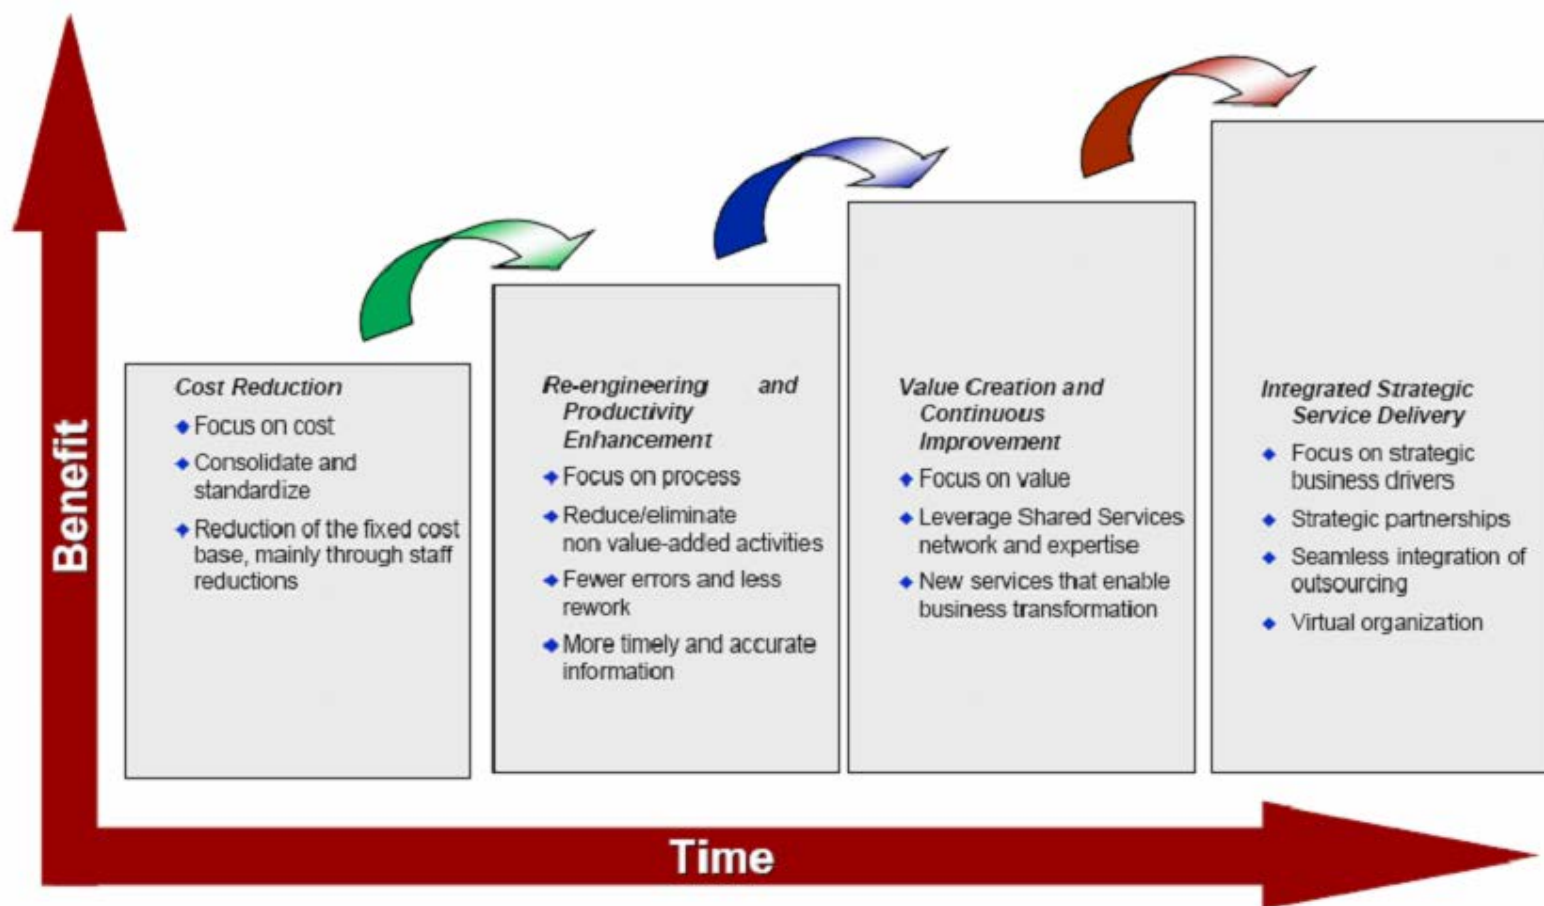 Benefit
Cost Reduction
Focus on cost
Consolidate and
standardize
Reduction of the fixed cost
base, mainly through staff
reductions
Re-engineering and
Productivity
Enhancement
Focus on process
Reduce/eliminate
non value-added activities
Fewer errors and less
rework
More timely and accurate
information
Value Creation and
Continuous
Improvement
Focus on value
Leverage Shared Services
network and expertise
New services that enable
business transformation
Integrated Strategic
Service Delivery
Focus on strategic
business drivers
Strategic partnerships
Seamless integration of
outsourcing
Virtual organization
Time